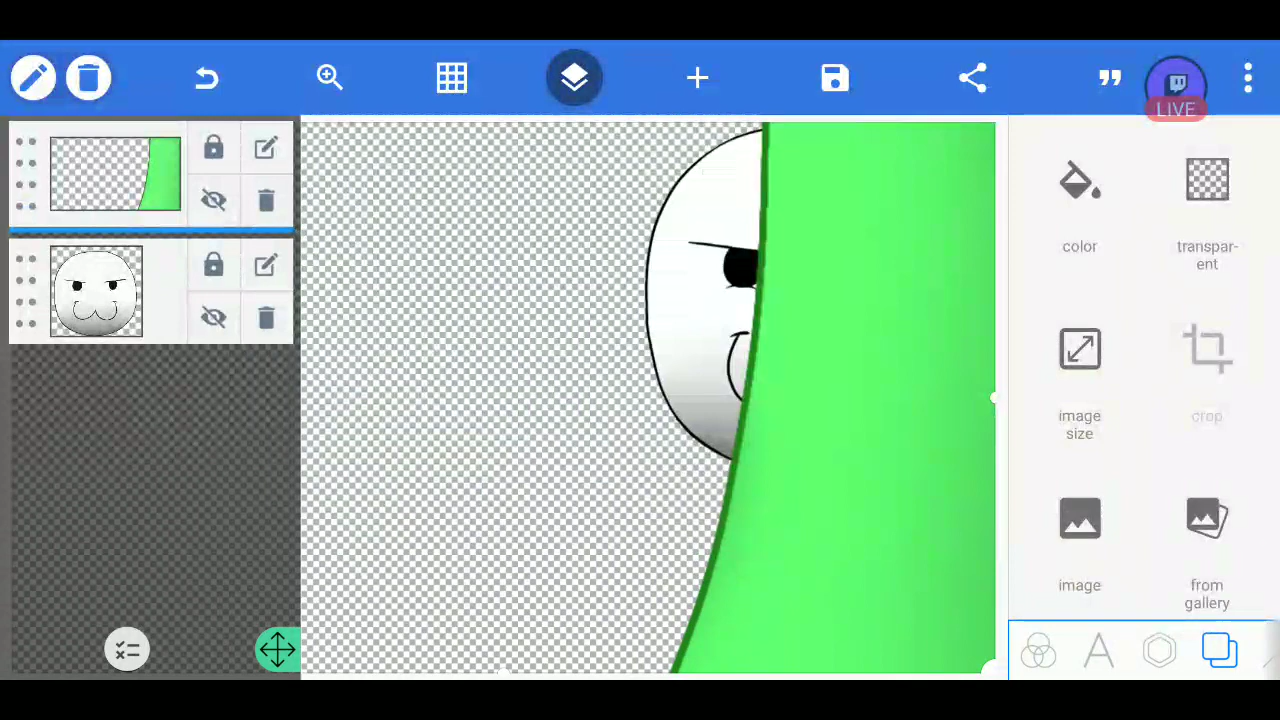 LIVE
color
transpar-
ent
image
size
crop
image
from
gallery